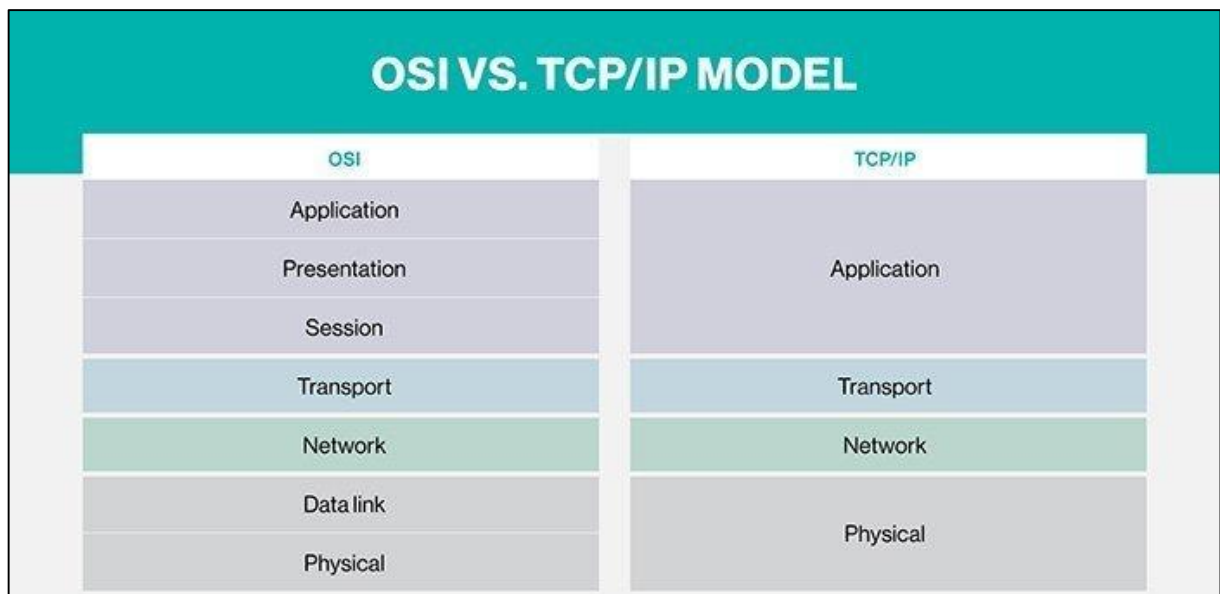 OSI VS. TCP/IP MODEL
OSI
TCP/IP
Application
Presentation
Session
Transport
Network
Data link
Physical
Application
Transport
Network
Physical